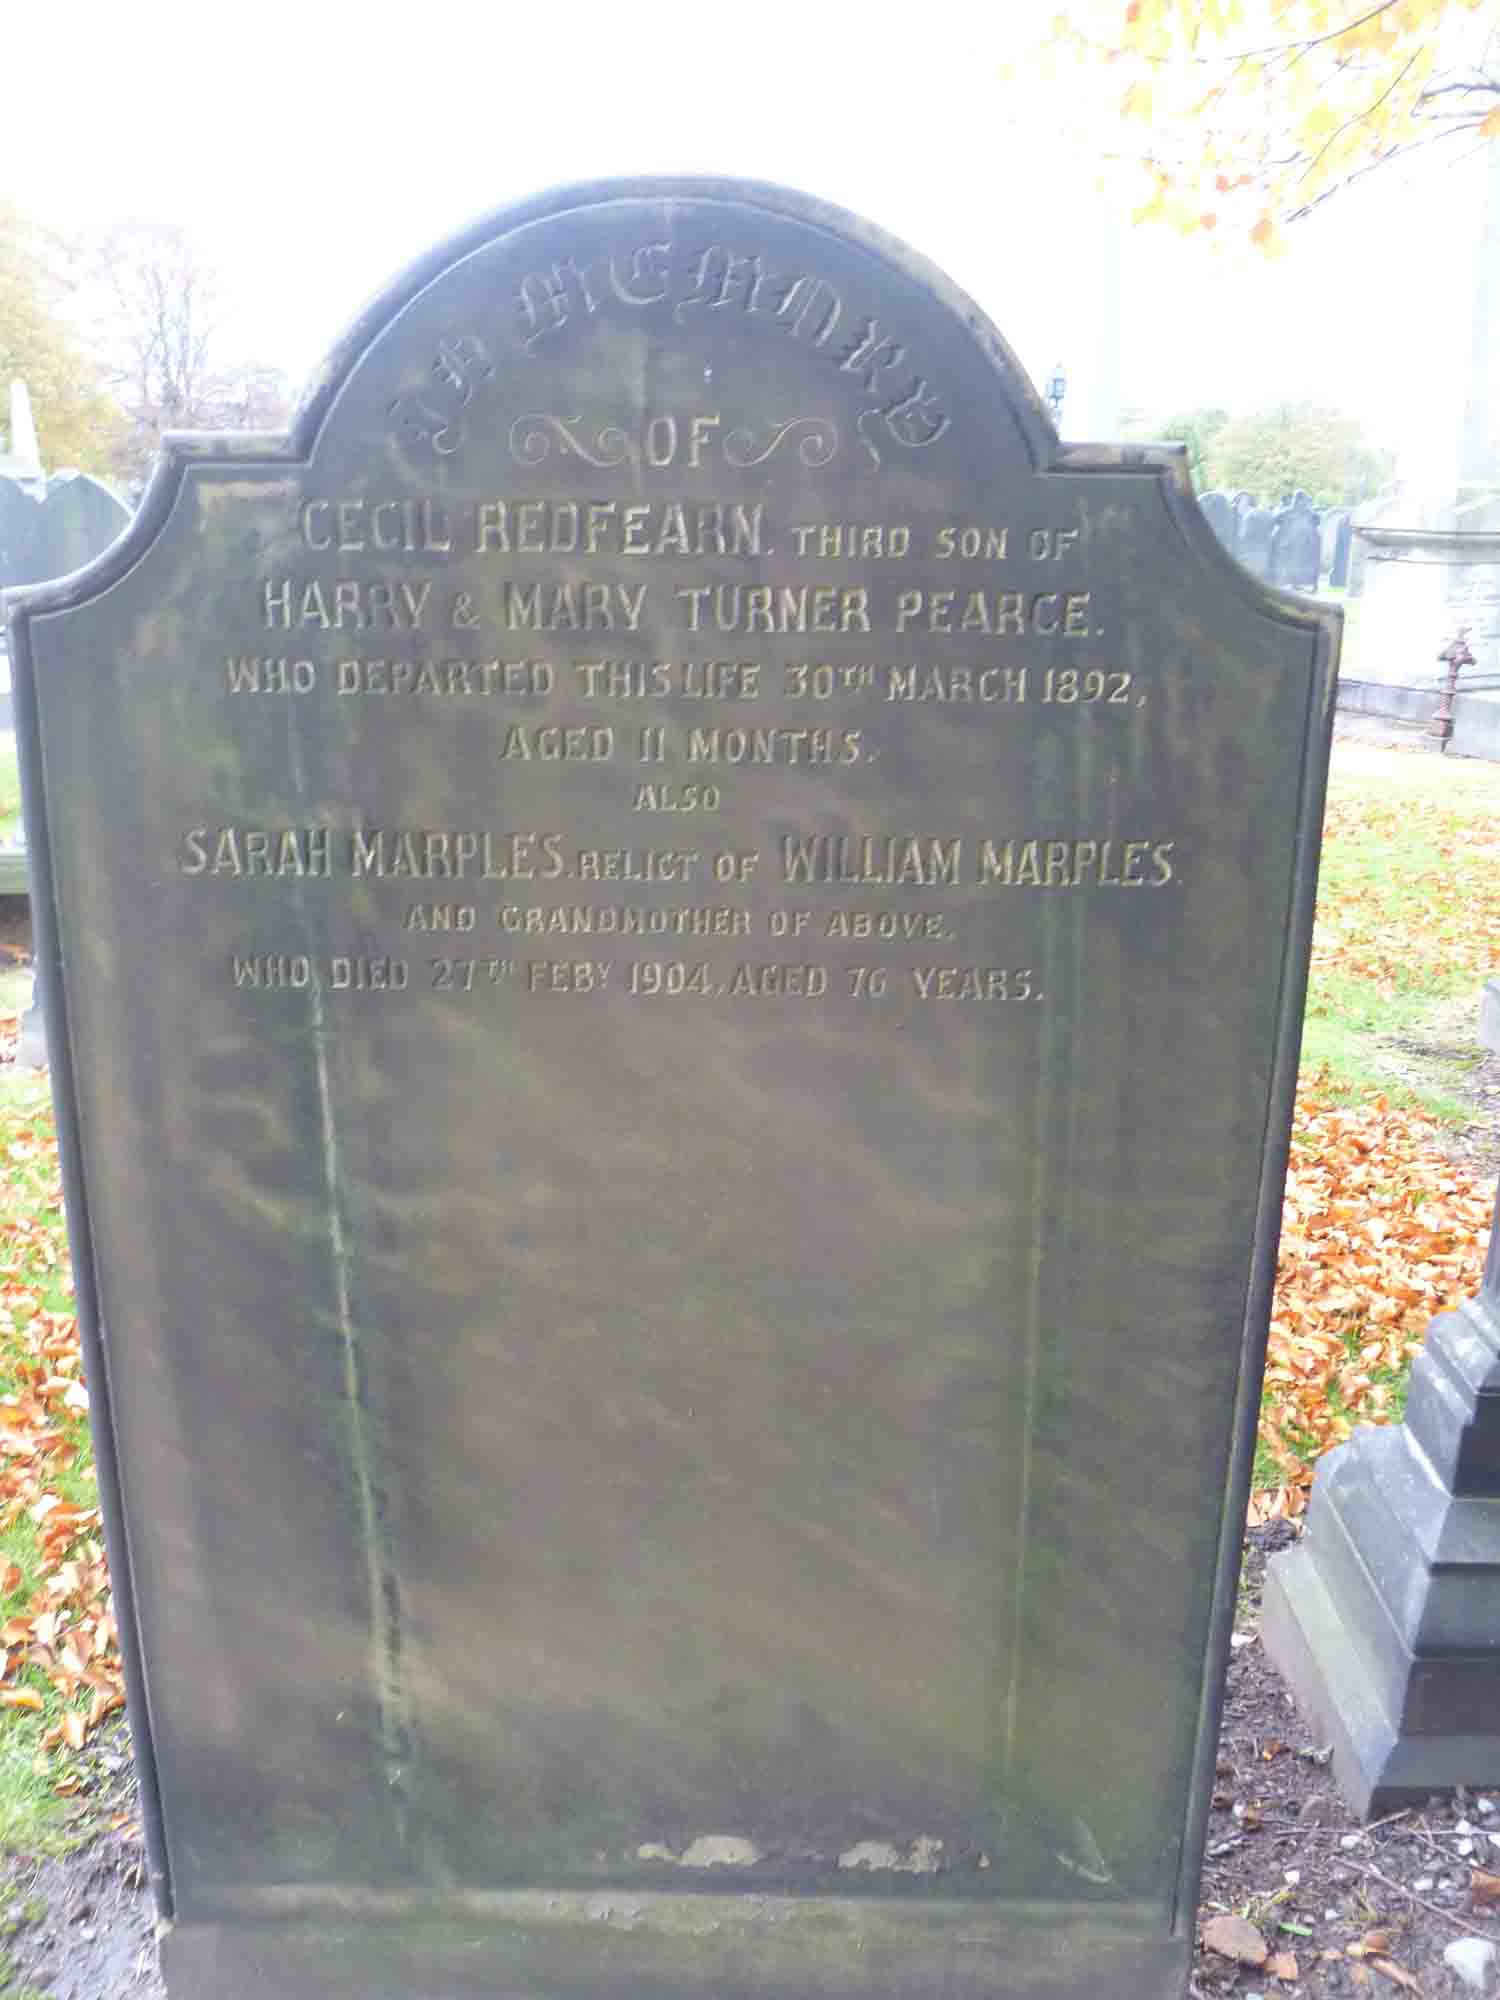 IN MEMORY
OF
CECIL REDFEARN. THIRD SON OF
HARRY & MARY TURNER PEARCE.
WHO DEPARTED THIS LIFE 30TH MARCH 1892,
AGED 11 MONTHS.
ALSO
SARAH MARPLES. RELICT OF WILLIAM MARPLES.
AND GRANDMOTHER OF ABOVE.
WHO DIED 27TH FEBY 1904, AGED 76 YEARS.